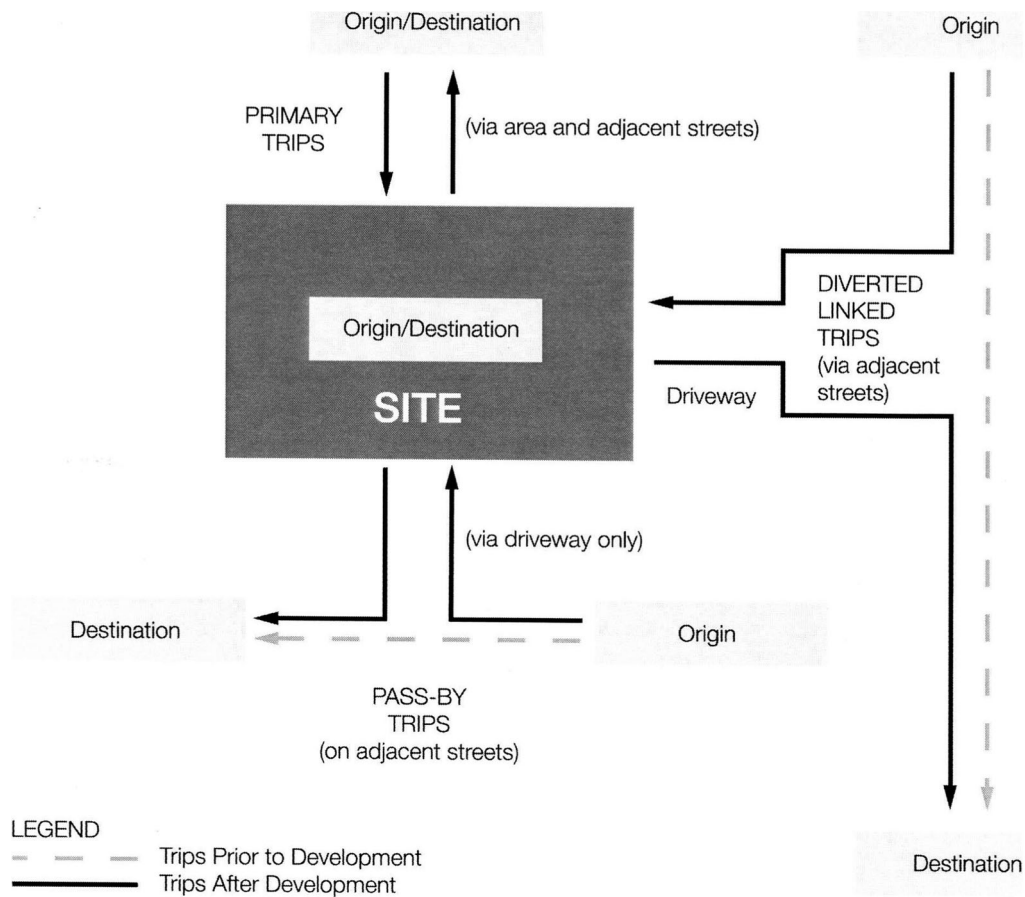 Origin/Destination
Origin
PRIMARY
TRIPS
(via area and adjacent streets)
Origin/Destination
SITE
DIVERTED
LINKED
TRIPS
(via adjacent
streets)
Driveway
(via driveway only)
Destination
Origin
PASS-BY
TRIPS
(on adjacent streets)
LEGEND
Trips Prior to Development
Trips After Development
Destination